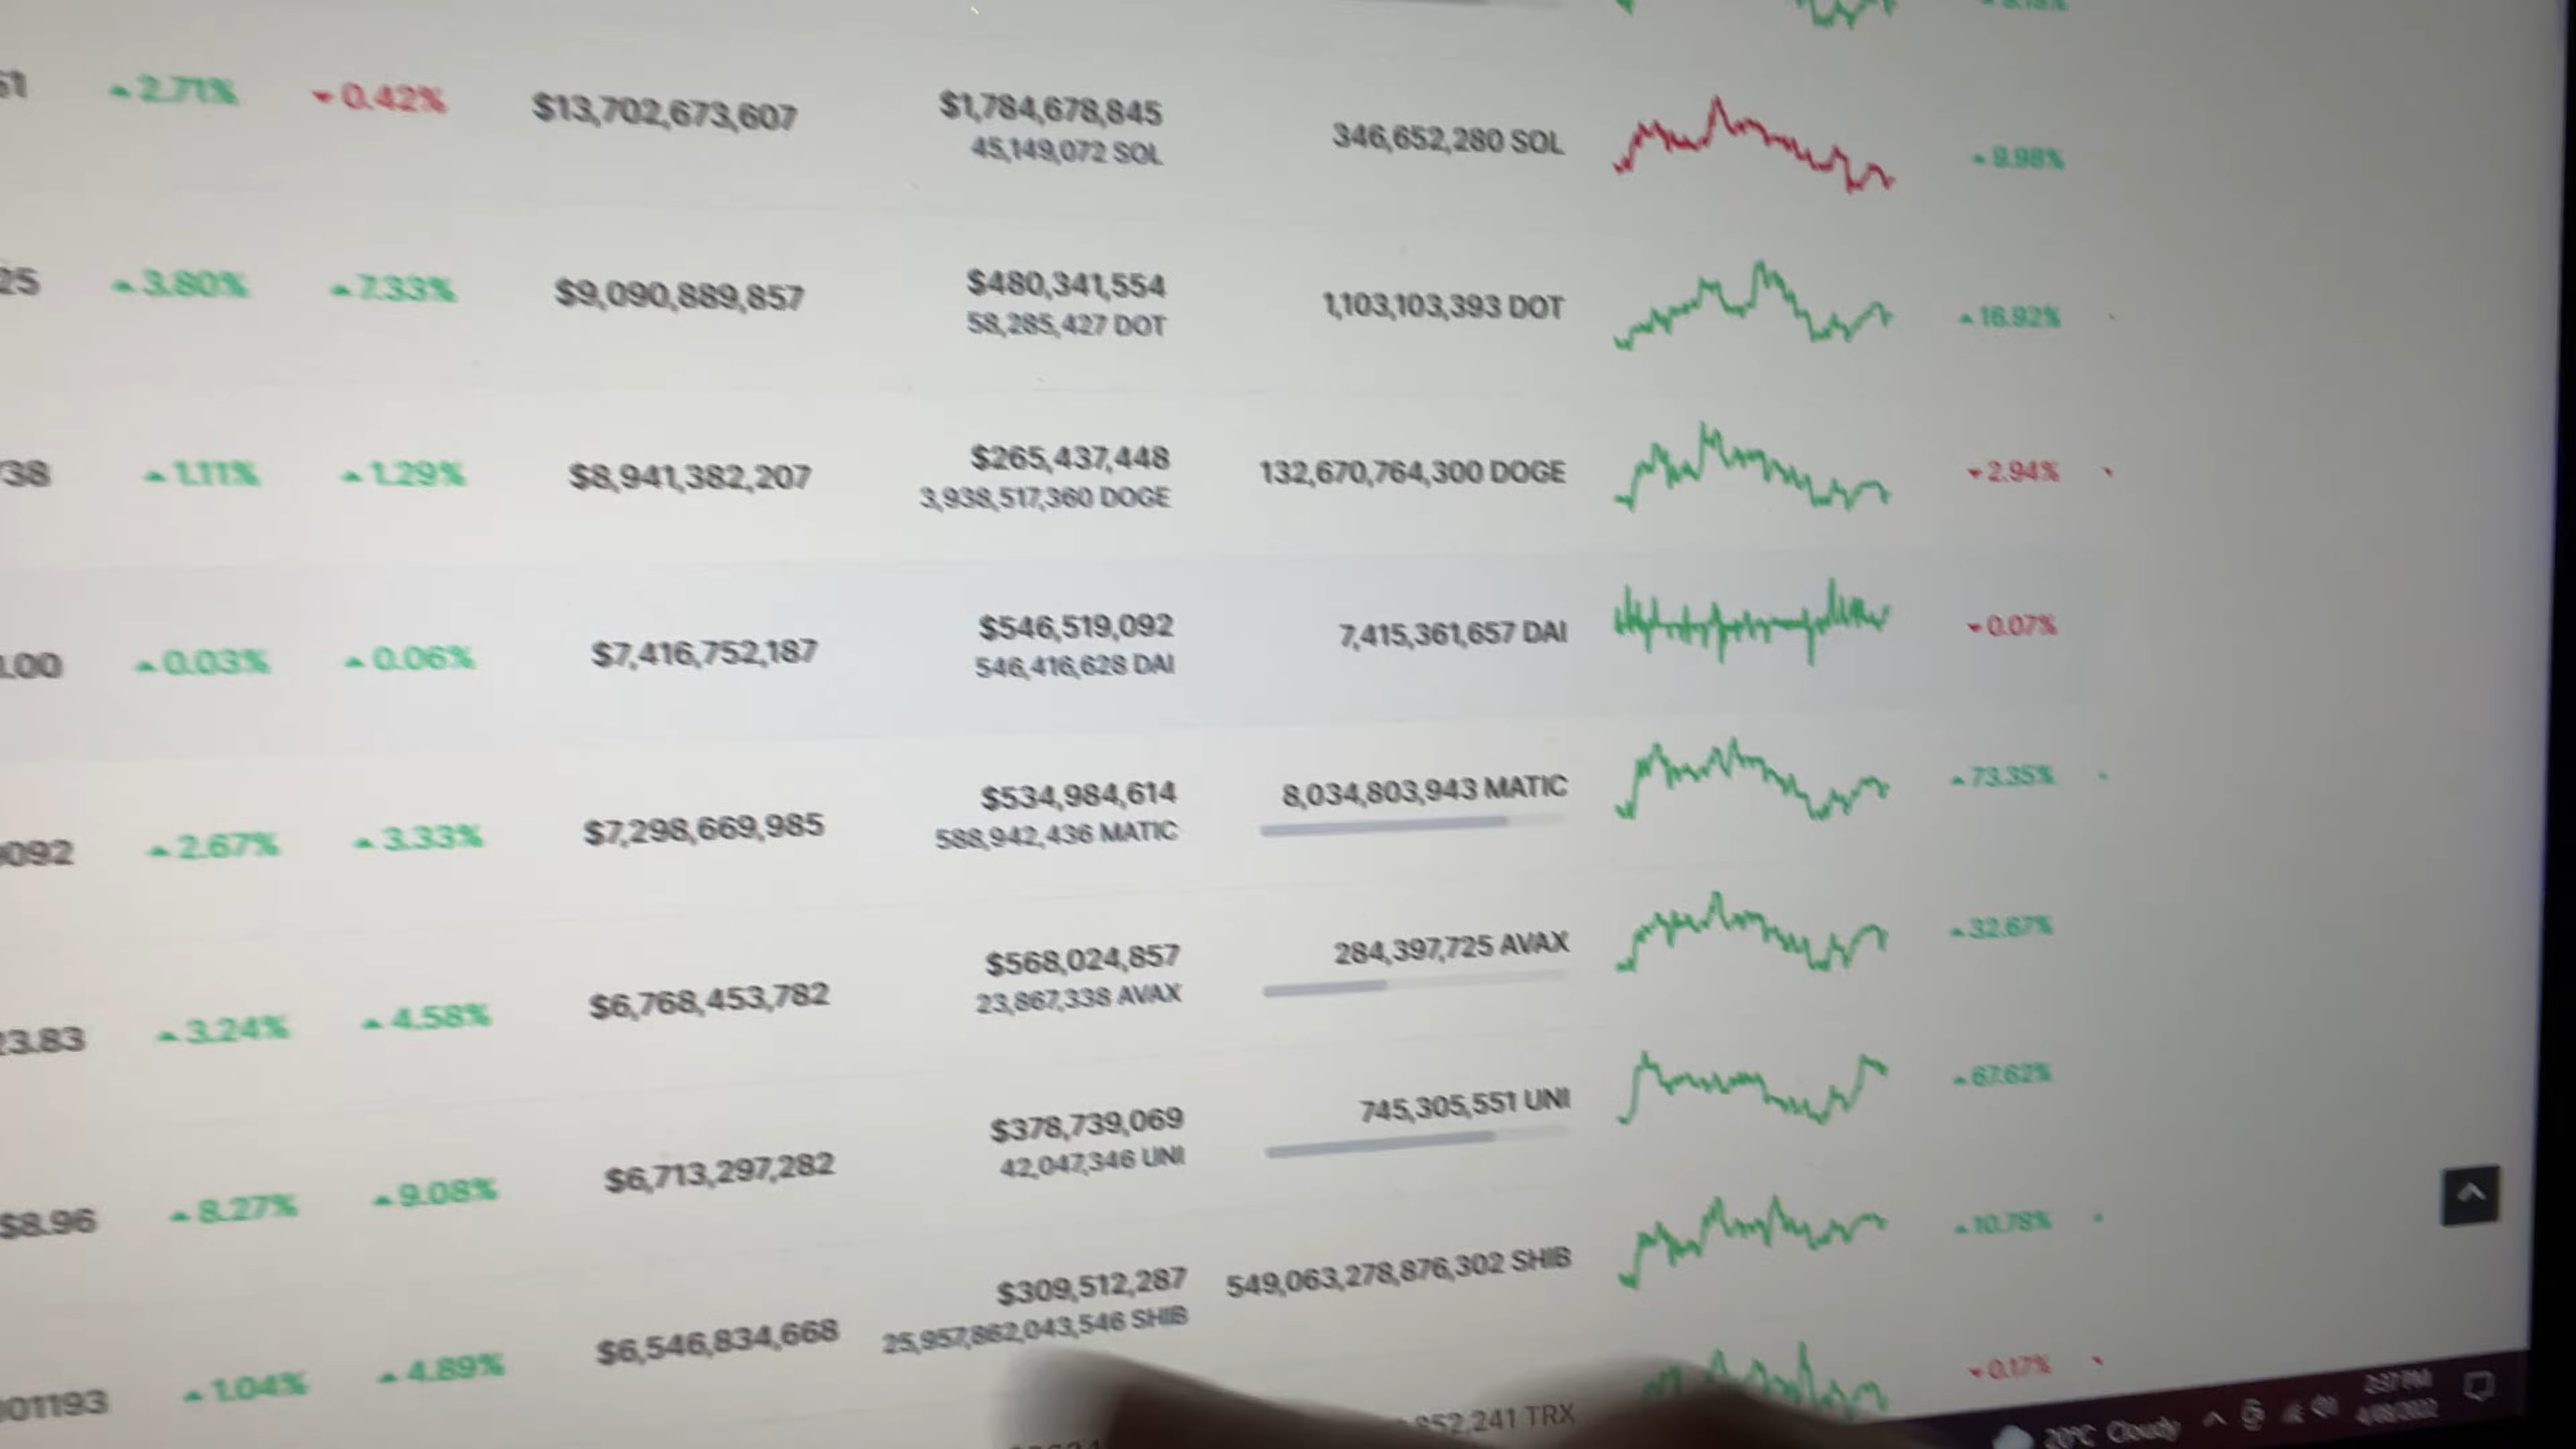 2.71% 0.42% $13,702,673,607 $1,784,678,845 346,652,280 SOL 9.98%
45,149,072 SOL
25 3.80% 7.33% $9,090,889,857 $480,341,554 1,103,103,393 DOT 16.92%
58,285,427 DOT
738 1.11% 1.29% $8,941,382,207 $265,437,448 132,670,764,300 DOGE 2.94%
3,938,517,360 DOGE
.00 0.03% 0.06% $7,416,752,187 $546,519,092 7,415,361,657 DAI 0.07%
546,416,628 DAI
092 2.67% 3.33% $7,298,669,985 $534,984,614 8,034,803,943 MATIC 73.35%
588,942,436 MATIC
23.83 3.24% 4.58% $6,768,453,782 $568,024,857 284,397,725 AVAX 32.67%
23,867,338 AVAX
$8.96 8.27% 9.08% $6,713,297,282 $378,739,069 745,305,551 UNI 67.62%
42,047,346 UNI
01193 1.04% 4.89% $6,546,834,668 $309,512,287 549,063,278,876,302 SHIB 10.78%
25,957,862,043,546 SHIB
852,241 TRX 0.17%
20°C Cloudy 2:37 PM
4/08/2022